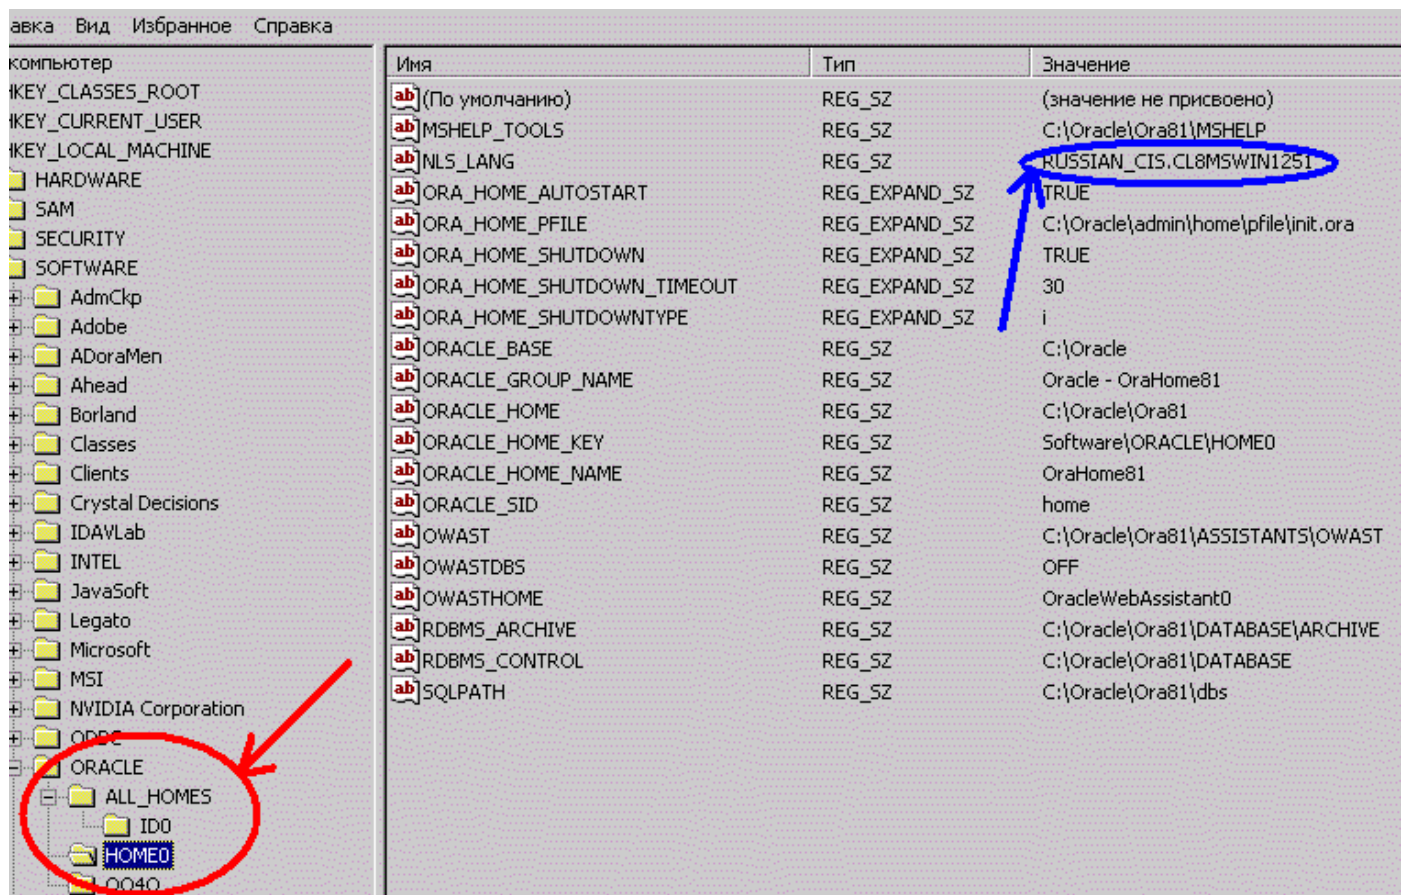 авка Вид Избранное Справка
компьютер
HKEY_CLASSES_ROOT
HKEY_CURRENT_USER
HKEY_LOCAL_MACHINE
HARDWARE
SAM
SECURITY
SOFTWARE
AdmCkp
Adobe
ADoraMen
Ahead
Borland
Classes
Clients
Crystal Decisions
IDAVLab
INTEL
JavaSoft
Legato
Microsoft
MSI
NVIDIA Corporation
ODBC
ORACLE
ALL_HOMES
ID0
HOME0
OO4O
Имя Тип Значение
(По умолчанию) REG_SZ (значение не присвоено)
MSHELP_TOOLS REG_SZ C:\Oracle\Ora81\MSHELP
NLS_LANG REG_SZ RUSSIAN_CIS.CL8MSWIN1251
ORA_HOME_AUTOSTART REG_EXPAND_SZ TRUE
ORA_HOME_PFILE REG_EXPAND_SZ C:\Oracle\admin\home\pfile\init.ora
ORA_HOME_SHUTDOWN REG_EXPAND_SZ TRUE
ORA_HOME_SHUTDOWN_TIMEOUT REG_EXPAND_SZ 30
ORA_HOME_SHUTDOWNTYPE REG_EXPAND_SZ i
ORACLE_BASE REG_SZ C:\Oracle
ORACLE_GROUP_NAME REG_SZ Oracle - OraHome81
ORACLE_HOME REG_SZ C:\Oracle\Ora81
ORACLE_HOME_KEY REG_SZ Software\ORACLE\HOME0
ORACLE_HOME_NAME REG_SZ OraHome81
ORACLE_SID REG_SZ home
OWAST REG_SZ C:\Oracle\Ora81\ASSISTANTS\OWAST
OWASTDBS REG_SZ OFF
OWASTHOME REG_SZ OracleWebAssistant0
RDBMS_ARCHIVE REG_SZ C:\Oracle\Ora81\DATABASE\ARCHIVE
RDBMS_CONTROL REG_SZ C:\Oracle\Ora81\DATABASE
SQLPATH REG_SZ C:\Oracle\Ora81\dbs